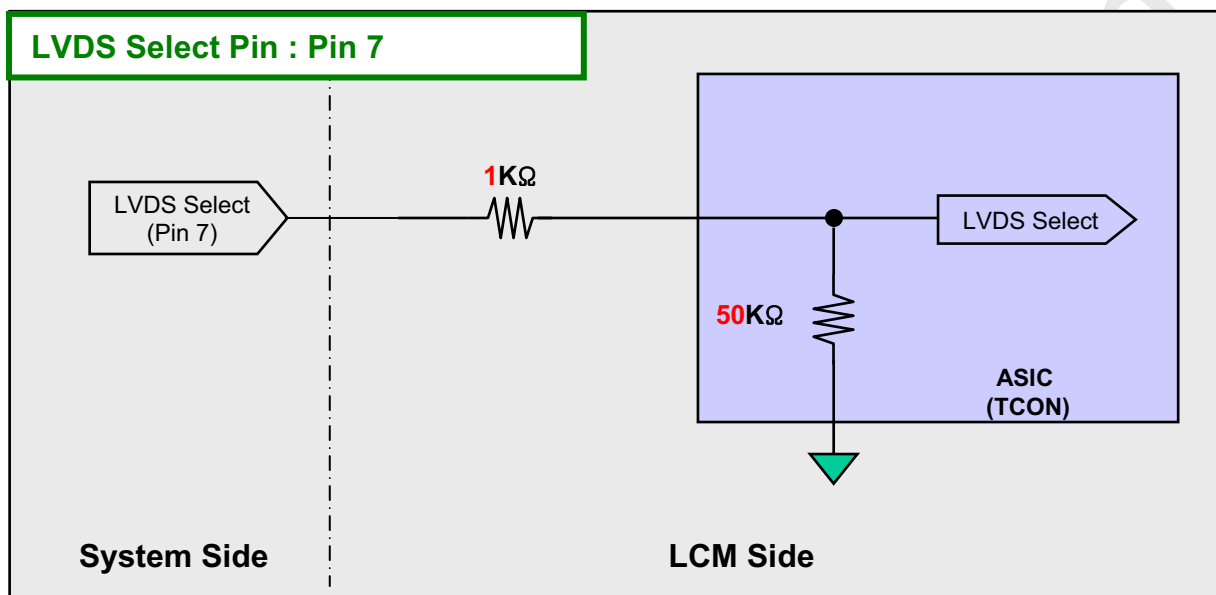 LVDS Select Pin : Pin 7
1KΩ
LVDS Select
(Pin 7)
LVDS Select
50KΩ
ASIC
(TCON)
System Side
LCM Side